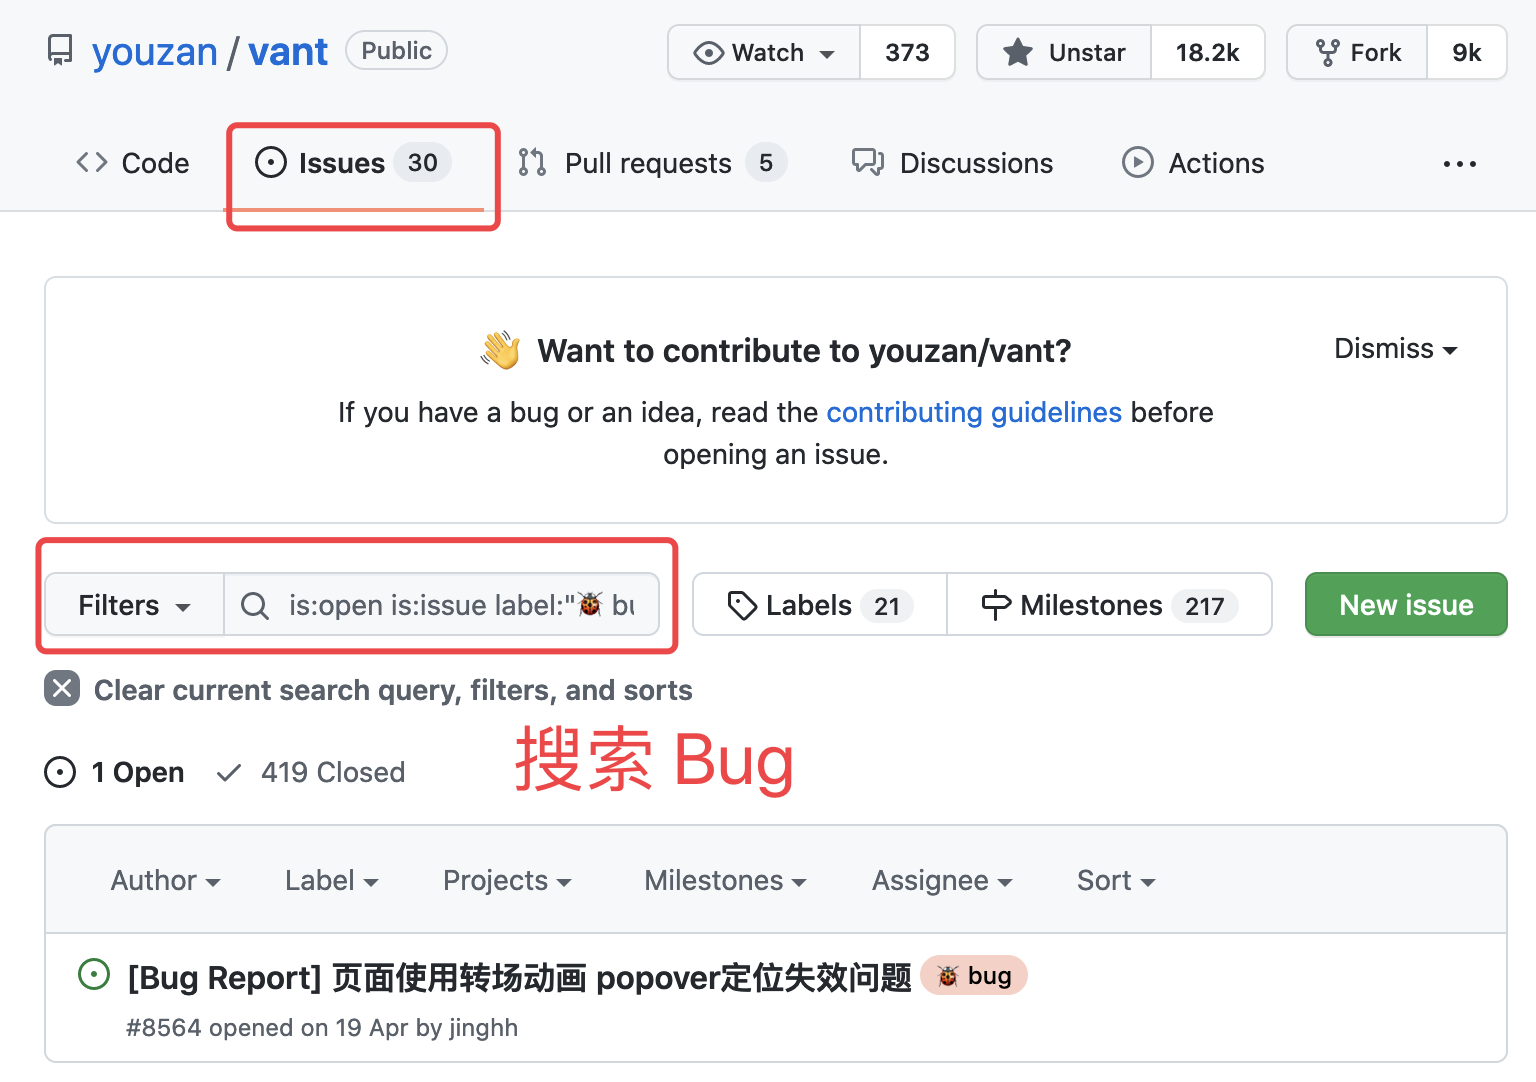 youzan / vant Public Watch 373 Unstar 18.2k Fork 9k
Code Issues 30 Pull requests 5 Discussions Actions
👋 Want to contribute to youzan/vant? Dismiss
If you have a bug or an idea, read the contributing guidelines before
opening an issue.
Filters is:open is:issue label:"🐞 bu Labels 21 Milestones 217 New issue
Clear current search query, filters, and sorts
搜索 Bug
1 Open 419 Closed
Author Label Projects Milestones Assignee Sort
[Bug Report] 页面使用转场动画 popover定位失效问题 🐞 bug
#8564 opened on 19 Apr by jinghh